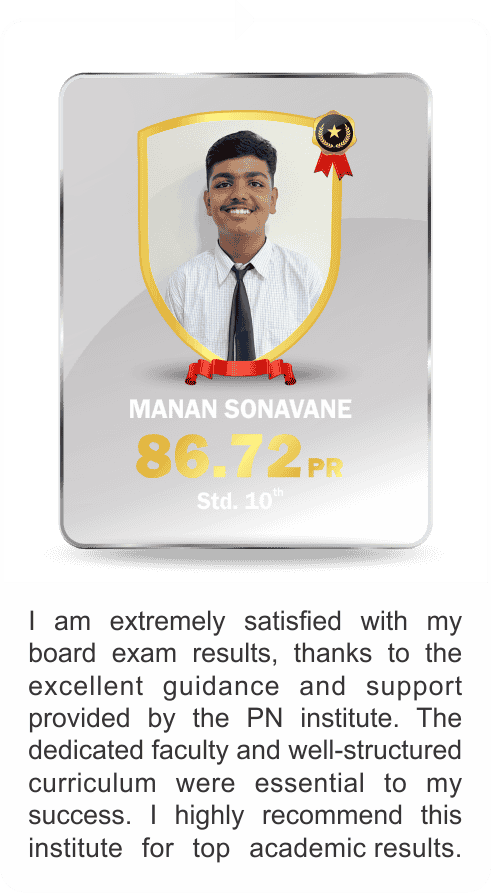 MANAN SONAVANE
86.72 PR
Std. 10th
I am extremely satisfied with my
board exam results, thanks to the
excellent guidance and support
provided by the PN institute. The
dedicated faculty and well-structured
curriculum were essential to my
success. I highly recommend this
institute for top academic results.